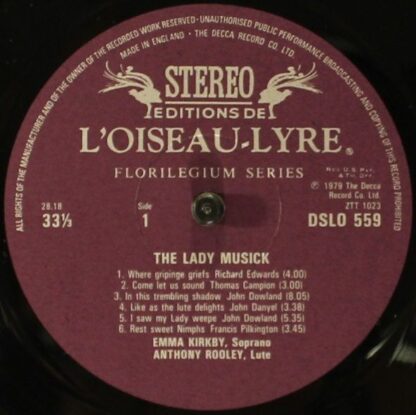 ALL RIGHTS OF THE MANUFACTURER AND OF THE OWNER OF THE RECORDED WORK RESERVED · UNAUTHORISED PUBLIC PERFORMANCE BROADCASTING AND COPYING OF THIS RECORD PROHIBITED
MADE IN ENGLAND · THE DECCA RECORD CO. LTD.
STEREO
EDITIONS DE
L'OISEAU-LYRE
FLORILEGIUM SERIES
℗ 1979 The Decca
Record Co. Ltd.
28.18
Side
ZTT 1023
33⅓
1
DSLO 559
THE LADY MUSICK
1. Where gripinge griefs Richard Edwards (4.00)
2. Come let us sound Thomas Campion (3.00)
3. In this trembling shadow John Dowland (8.05)
4. Like as the lute delights John Danyel (3.38)
5. I saw my Lady weepe John Dowland (5.35)
6. Rest sweet Nimphs Francis Pilkington (3.45)
EMMA KIRKBY, Soprano
ANTHONY ROOLEY, Lute